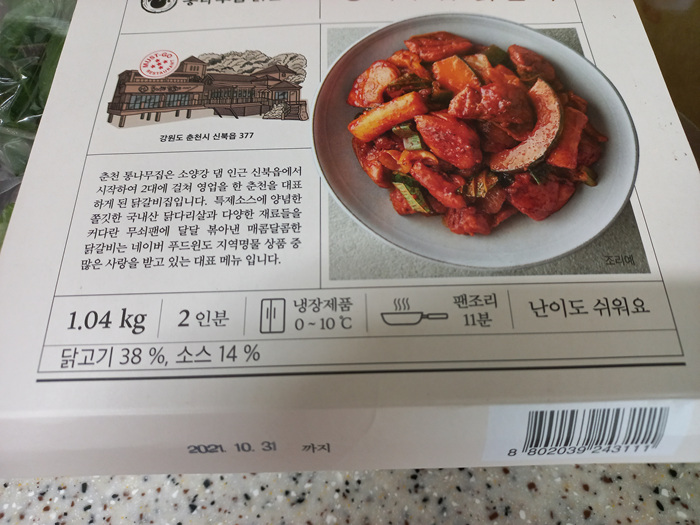 MUST-GO
RESTAURANT
강원도 춘천시 신북읍 377
춘천 통나무집은 소양강 댐 인근 신북읍에서
시작하여 2대에 걸쳐 영업을 한 춘천을 대표
하게 된 닭갈비집입니다. 특제소스에 양념한
쫄깃한 국내산 닭다리살과 다양한 재료들을
커다란 무쇠팬에 달달 볶아낸 매콤달콤한
닭갈비는 네이버 푸드윈도 지역명물 상품 중
많은 사랑을 받고 있는 대표 메뉴 입니다.
조리예
1.04 kg
2 인분
냉장제품
0 ~ 10 ℃
팬조리
11분
난이도 쉬워요
닭고기 38 %, 소스 14 %
2021. 10. 31 까지
8 802039 243111